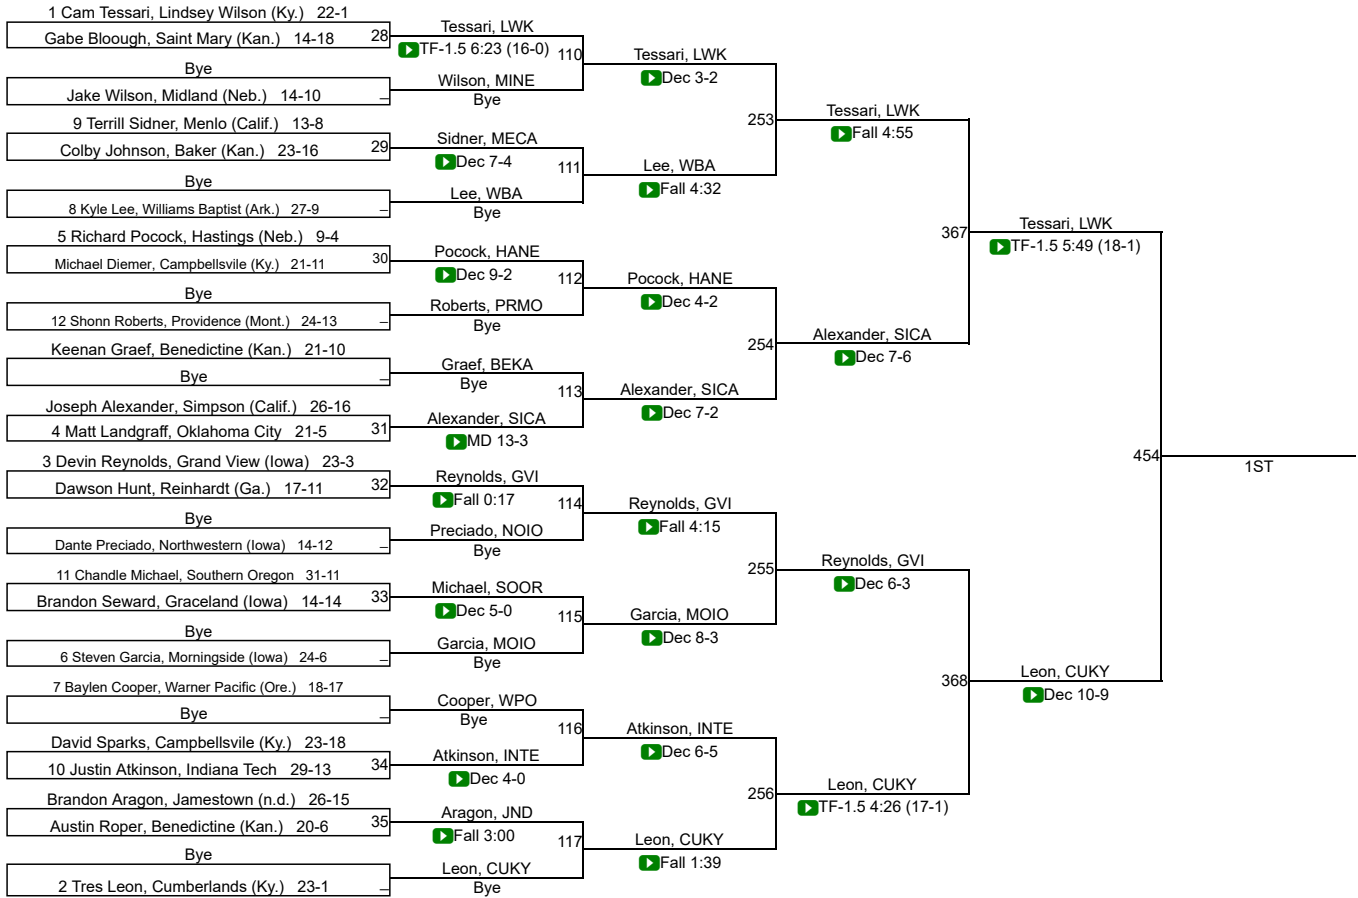 1 Cam Tessari, Lindsey Wilson (Ky.) 22-1
Gabe Bloough, Saint Mary (Kan.) 14-18
28
Bye
Jake Wilson, Midland (Neb.) 14-10
_
9 Terrill Sidner, Menlo (Calif.) 13-8
Colby Johnson, Baker (Kan.) 23-16
29
Bye
8 Kyle Lee, Williams Baptist (Ark.) 27-9
_
5 Richard Pocock, Hastings (Neb.) 9-4
Michael Diemer, Campbellsvile (Ky.) 21-11
30
Bye
12 Shonn Roberts, Providence (Mont.) 24-13
_
Keenan Graef, Benedictine (Kan.) 21-10
Bye
_
Joseph Alexander, Simpson (Calif.) 26-16
4 Matt Landgraff, Oklahoma City 21-5
31
3 Devin Reynolds, Grand View (Iowa) 23-3
Dawson Hunt, Reinhardt (Ga.) 17-11
32
Bye
Dante Preciado, Northwestern (Iowa) 14-12
_
11 Chandle Michael, Southern Oregon 31-11
Brandon Seward, Graceland (Iowa) 14-14
33
Bye
6 Steven Garcia, Morningside (Iowa) 24-6
_
7 Baylen Cooper, Warner Pacific (Ore.) 18-17
Bye
_
David Sparks, Campbellsvile (Ky.) 23-18
10 Justin Atkinson, Indiana Tech 29-13
34
Brandon Aragon, Jamestown (n.d.) 26-15
Austin Roper, Benedictine (Kan.) 20-6
35
Bye
2 Tres Leon, Cumberlands (Ky.) 23-1
_
Tessari, LWK
TF-1.5 6:23 (16-0)
110
Wilson, MINE
Bye
Sidner, MECA
Dec 7-4
111
Lee, WBA
Bye
Pocock, HANE
Dec 9-2
112
Roberts, PRMO
Bye
Graef, BEKA
Bye
113
Alexander, SICA
MD 13-3
Reynolds, GVI
Fall 0:17
114
Preciado, NOIO
Bye
Michael, SOOR
Dec 5-0
115
Garcia, MOIO
Bye
Cooper, WPO
Bye
116
Atkinson, INTE
Dec 4-0
Aragon, JND
Fall 3:00
117
Leon, CUKY
Bye
Tessari, LWK
Dec 3-2
253
Lee, WBA
Fall 4:32
Pocock, HANE
Dec 4-2
254
Alexander, SICA
Dec 7-2
Reynolds, GVI
Fall 4:15
255
Garcia, MOIO
Dec 8-3
Atkinson, INTE
Dec 6-5
256
Leon, CUKY
Fall 1:39
Tessari, LWK
Fall 4:55
367
Alexander, SICA
Dec 7-6
Reynolds, GVI
Dec 6-3
368
Leon, CUKY
TF-1.5 4:26 (17-1)
Tessari, LWK
TF-1.5 5:49 (18-1)
454
Leon, CUKY
Dec 10-9
1ST